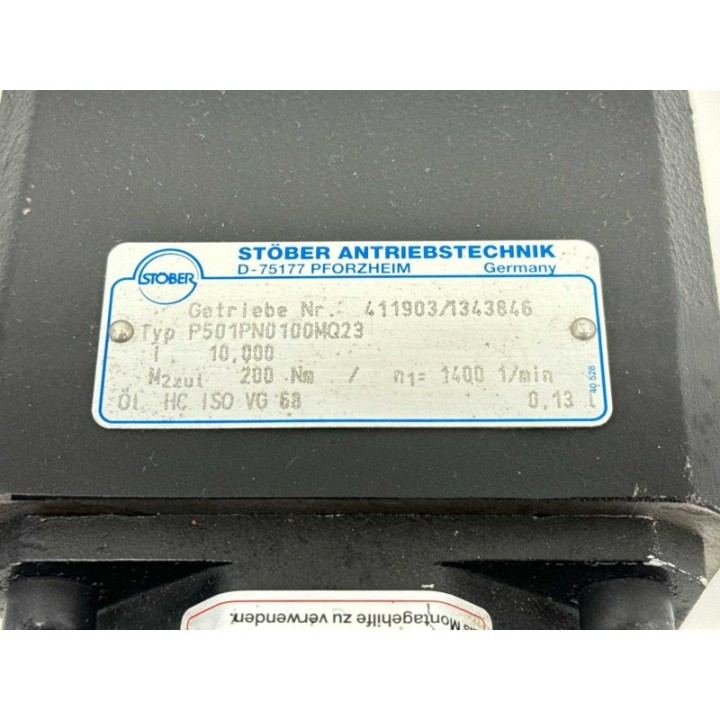 STÖBER
STÖBER ANTRIEBSTECHNIK
D-75177 PFORZHEIM Germany
Getriebe Nr. 411903/1343846
Typ P501PN0100MQ23
i 10,000
M2zul 200 Nm / n1= 1400 1/min
Öl HC ISO VG 68 0,13 l
40 526
Montagehilfe zu verwenden.